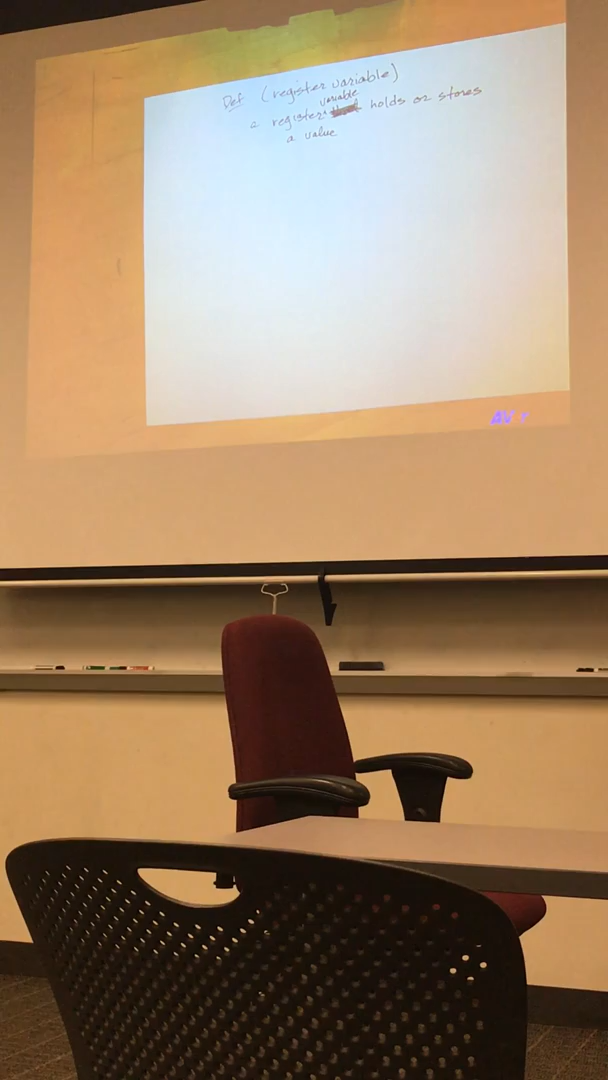 Def (register variable)
variable
a register holds or stores
a value